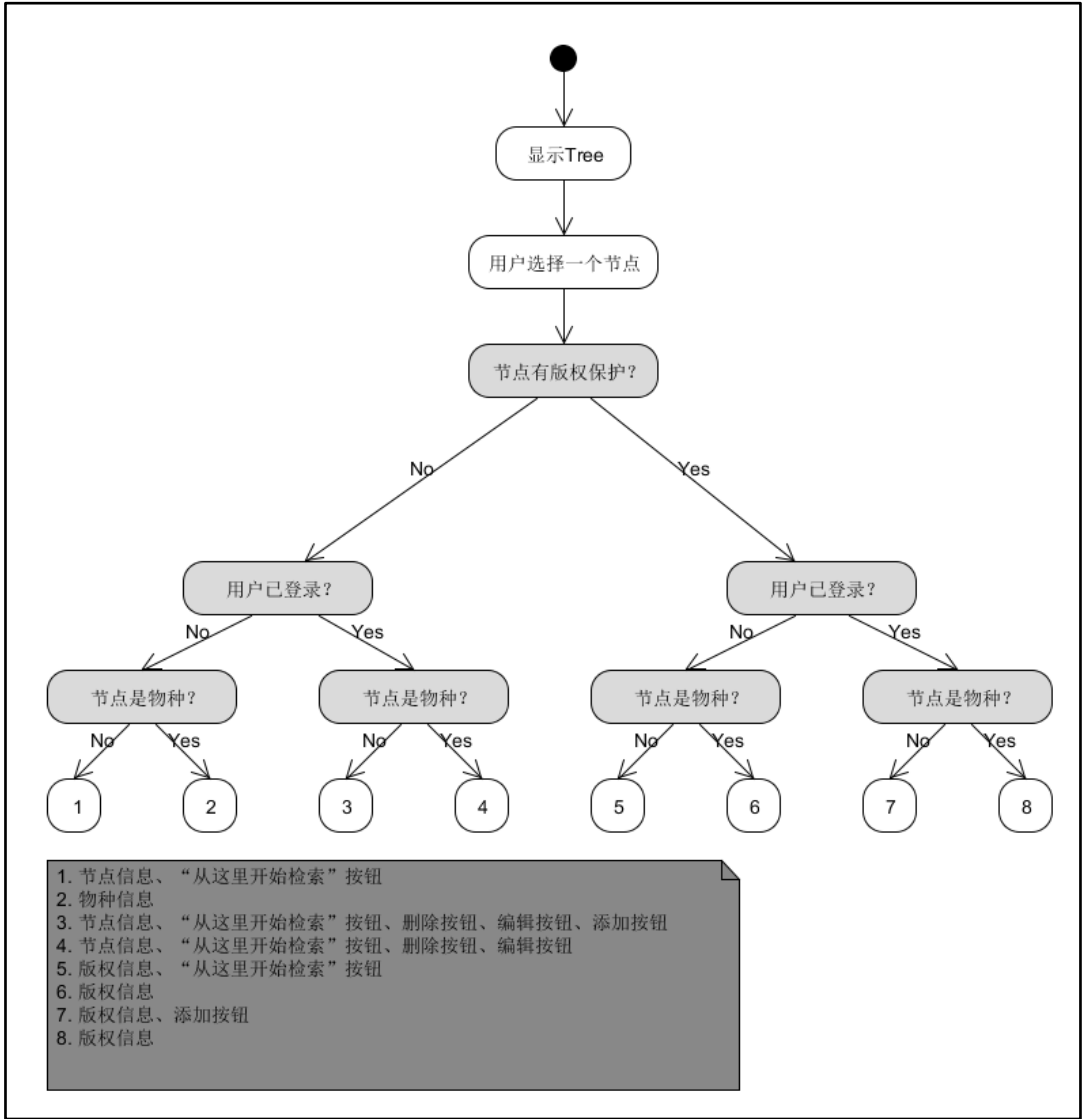 显示Tree
用户选择一个节点
节点有版权保护?
No
Yes
用户已登录?
用户已登录?
No
Yes
No
Yes
节点是物种?
节点是物种?
节点是物种?
节点是物种?
No
Yes
No
Yes
No
Yes
No
Yes
1
2
3
4
5
6
7
8
1. 节点信息、“从这里开始检索”按钮
2. 物种信息
3. 节点信息、“从这里开始检索”按钮、删除按钮、编辑按钮、添加按钮
4. 节点信息、“从这里开始检索”按钮、删除按钮、编辑按钮
5. 版权信息、“从这里开始检索”按钮
6. 版权信息
7. 版权信息、添加按钮
8. 版权信息